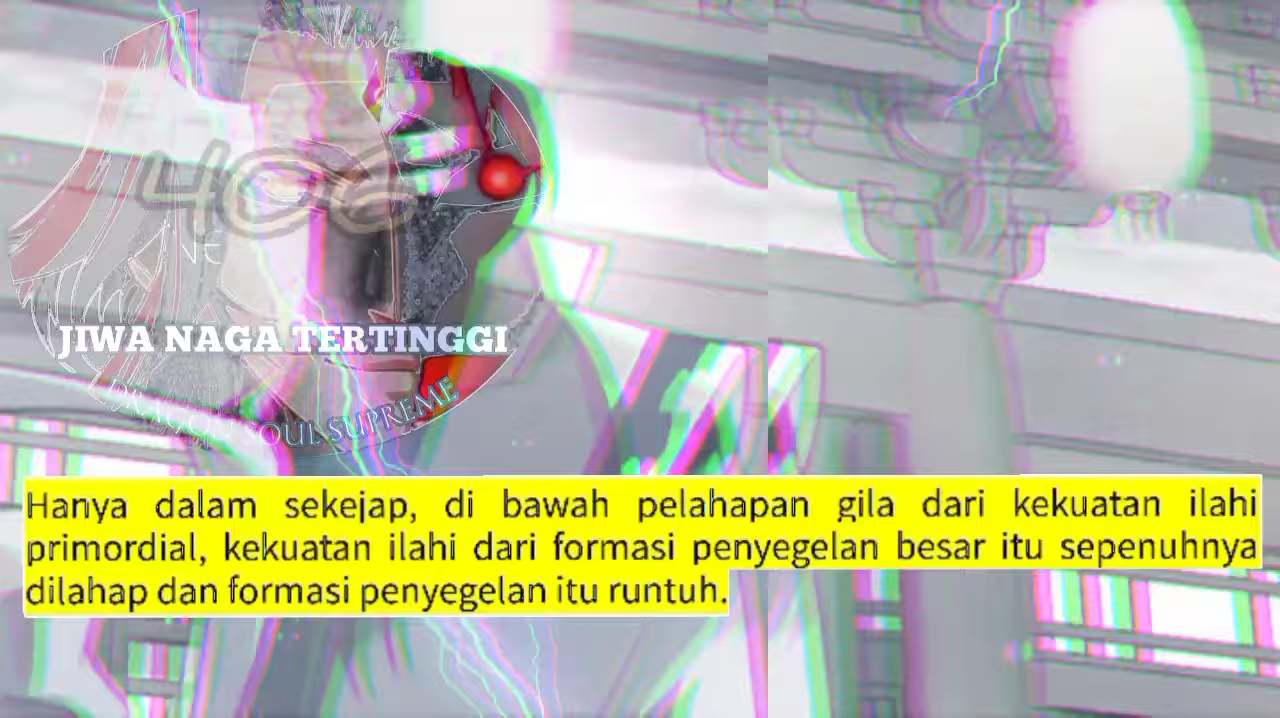 406
JIWA NAGA TERTINGGI
DRAGON SOUL SUPREME
Hanya dalam sekejap, di bawah pelahapan gila dari kekuatan ilahi
primordial, kekuatan ilahi dari formasi penyegelan besar itu sepenuhnya
dilahap dan formasi penyegelan itu runtuh.